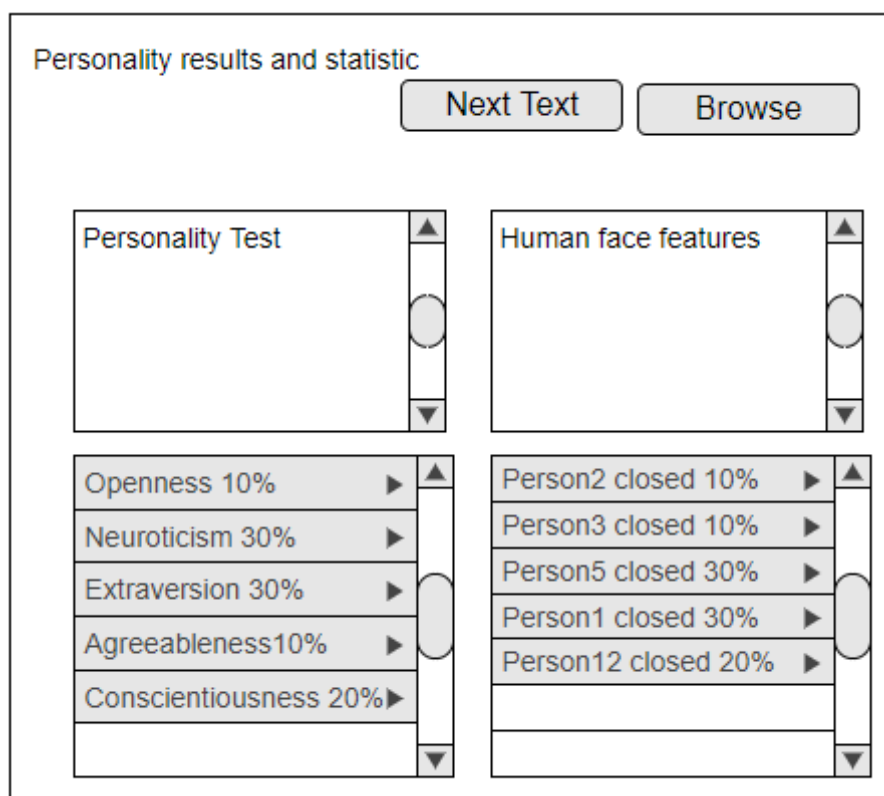 Personality results and statistic
Next Text
Browse
Personality Test
Human face features
Openness 10%
Neuroticism 30%
Extraversion 30%
Agreeableness10%
Conscientiousness 20%
Person2 closed 10%
Person3 closed 10%
Person5 closed 30%
Person1 closed 30%
Person12 closed 20%